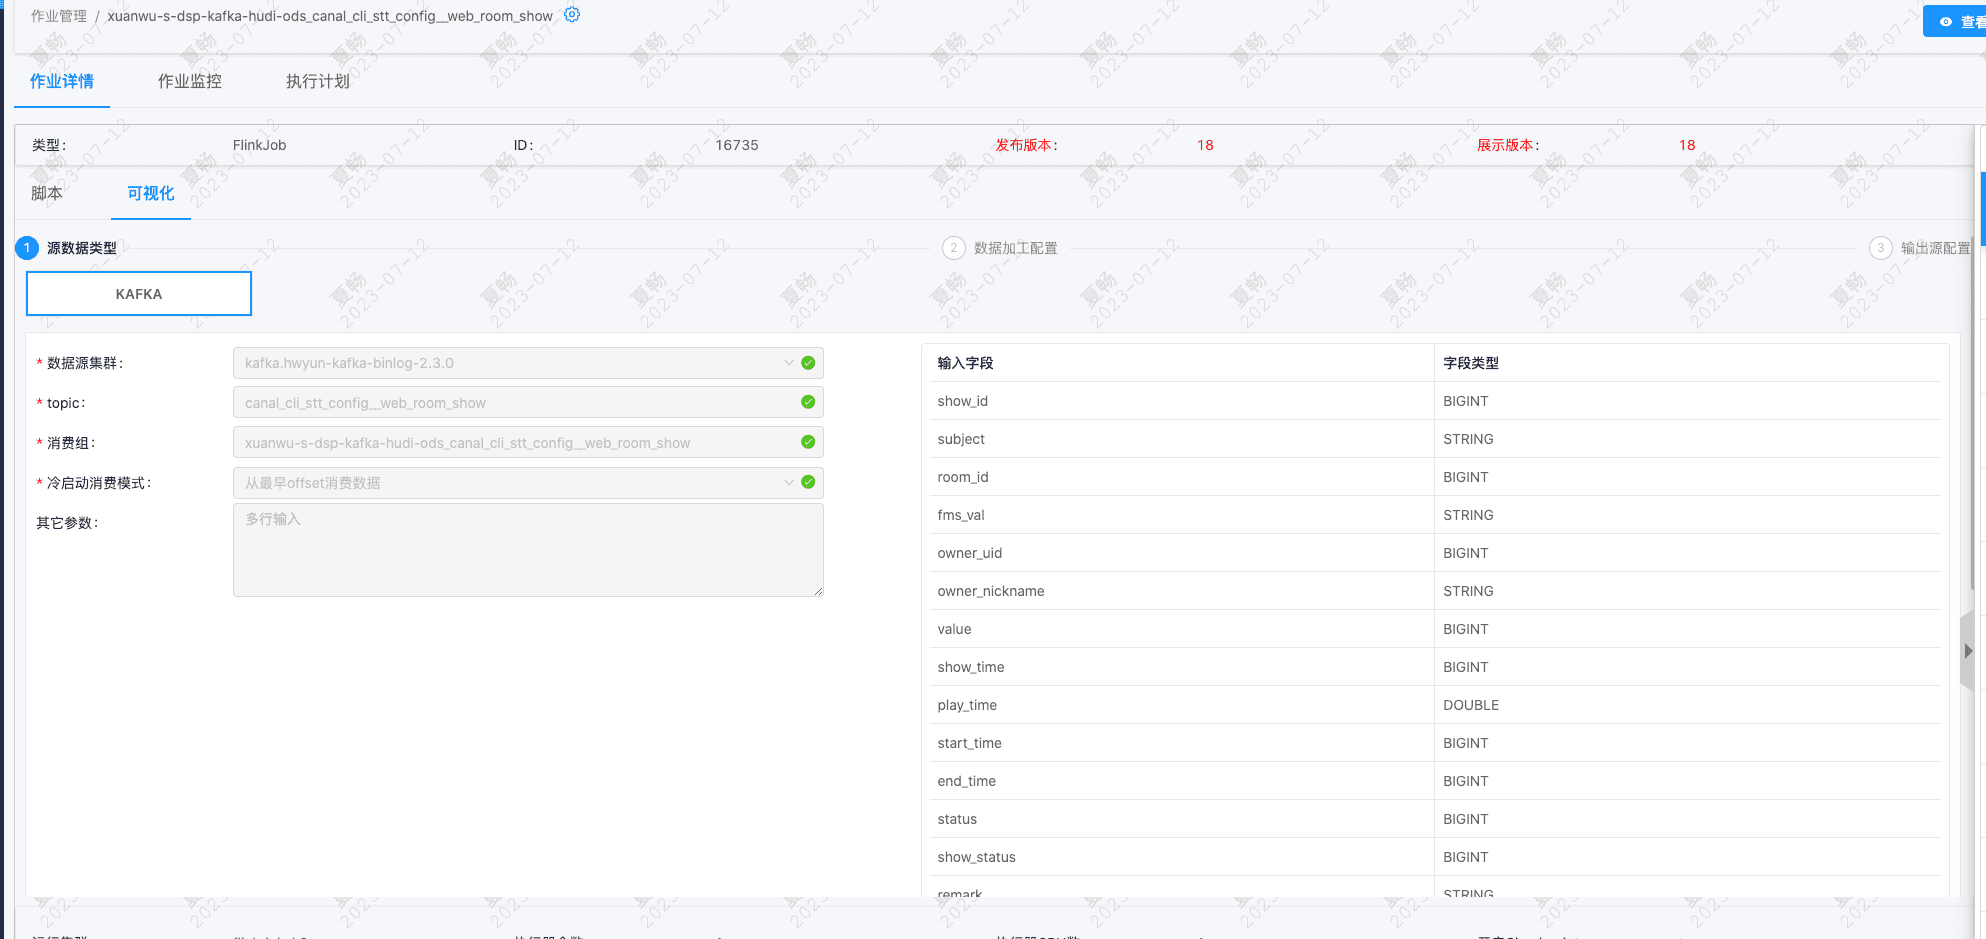 作业管理 / xuanwu-s-dsp-kafka-hudi-ods_canal_cli_stt_config__web_room_show
查看
作业详情 作业监控 执行计划
类型: FlinkJob ID: 16735 发布版本: 18 展示版本: 18
脚本 可视化
1 源数据类型 2 数据加工配置 3 输出源配置
KAFKA
* 数据源集群: kafka.hwyun-kafka-binlog-2.3.0
* topic: canal_cli_stt_config__web_room_show
* 消费组: xuanwu-s-dsp-kafka-hudi-ods_canal_cli_stt_config__web_room_show
* 冷启动消费模式: 从最早offset消费数据
其它参数: 多行输入
输入字段 字段类型
show_id BIGINT
subject STRING
room_id BIGINT
fms_val STRING
owner_uid BIGINT
owner_nickname STRING
value BIGINT
show_time BIGINT
play_time DOUBLE
start_time BIGINT
end_time BIGINT
status BIGINT
show_status BIGINT
remark STRING
夏畅
2023-07-12